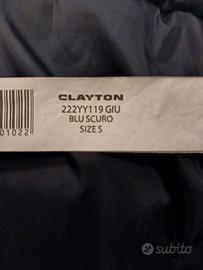 CLAYTON
222YY119 GIU
BLU SCURO
SIZE S
01022
subito